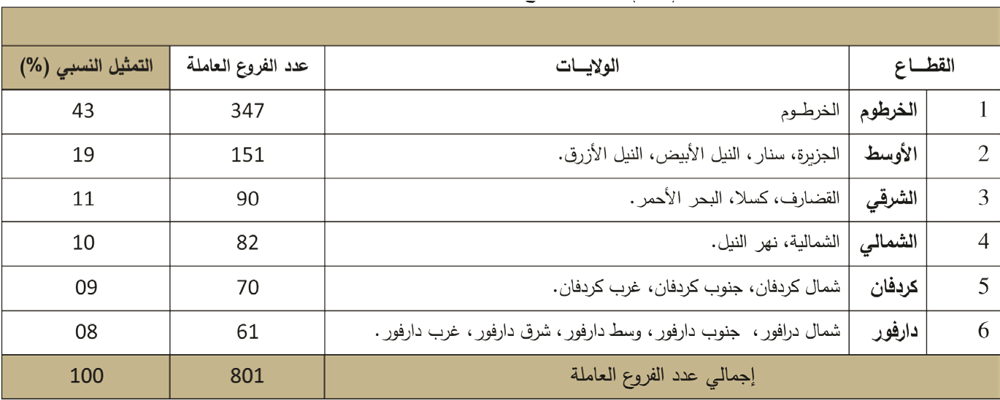 القطــاع الولايــات عدد الفروع العاملة التمثيل النسبي (%)
1 الخرطوم الخرطـوم 347 43
2 الأوسط الجزيرة، سنار، النيل الأبيض، النيل الأزرق. 151 19
3 الشرقي القضارف، كسلا، البحر الأحمر. 90 11
4 الشمالي الشمالية، نهر النيل. 82 10
5 كردفان شمال كردفان، جنوب كردفان، غرب كردفان. 70 09
6 دارفور شمال درافور، جنوب دارفور، وسط دارفور، شرق دارفور، غرب دارفور. 61 08
إجمالي عدد الفروع العاملة 801 100